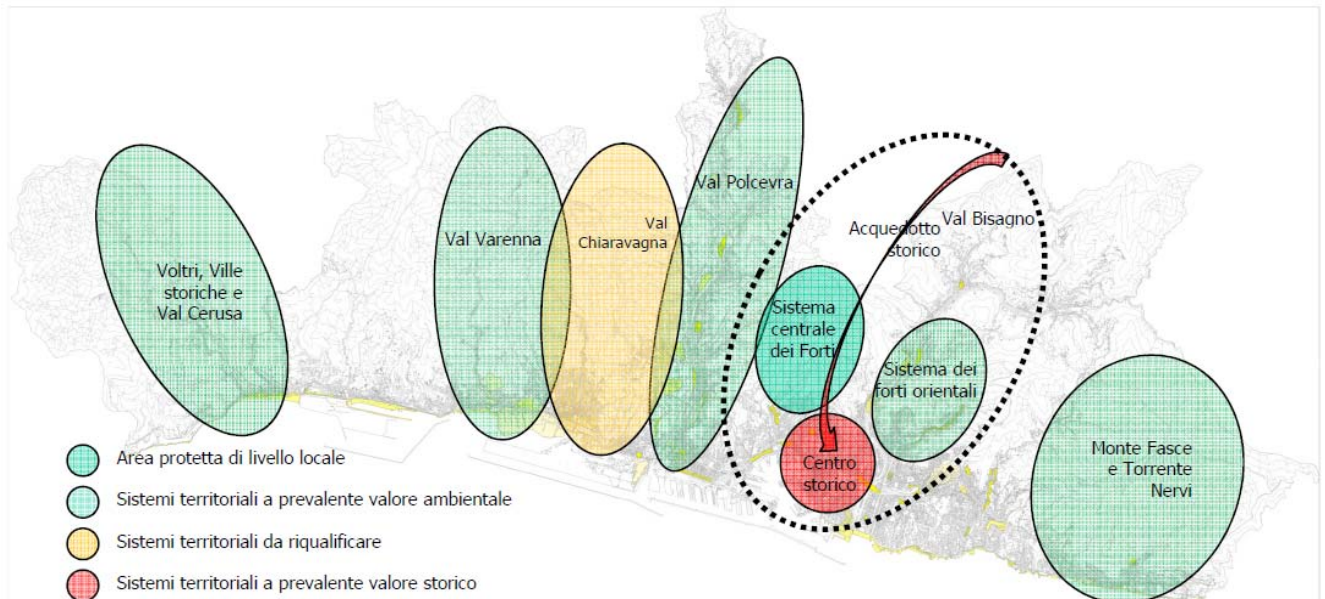 Voltri, Ville
storiche e
Val Cerusa
Val Varenna
Val
Chiaravagna
Val Polcevra
Acquedotto
storico
Val Bisagno
Sistema
centrale
dei Forti
Sistema dei
forti orientali
Centro
storico
Monte Fasce
e Torrente
Nervi
Area protetta di livello locale
Sistemi territoriali a prevalente valore ambientale
Sistemi territoriali da riqualificare
Sistemi territoriali a prevalente valore storico